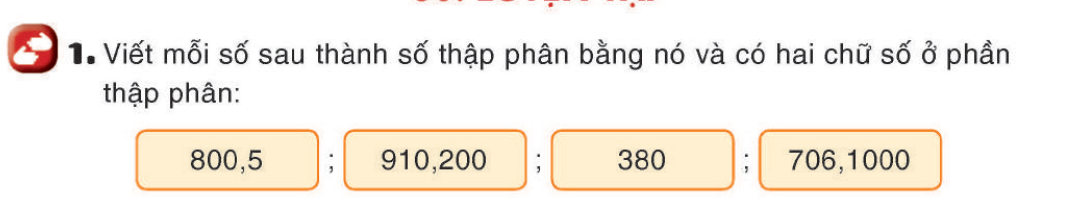 1. Viết mỗi số sau thành số thập phân bằng nó và có hai chữ số ở phần
thập phân:
800,5 ; 910,200 ; 380 ; 706,1000